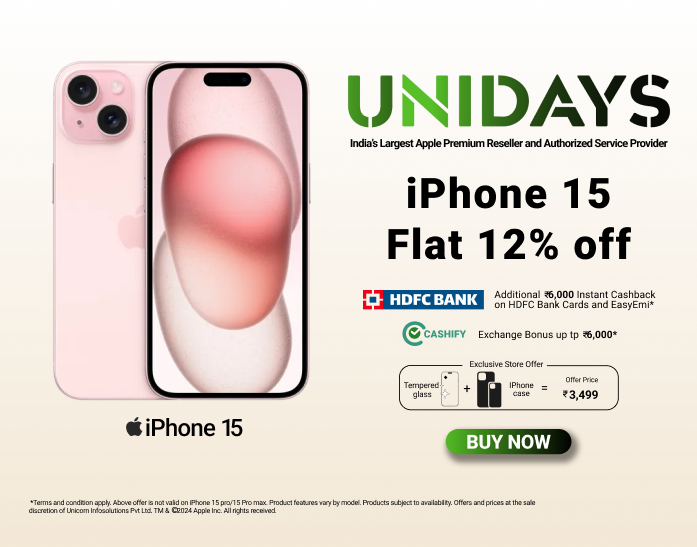 UNIDAYS
India's Largest Apple Premium Reseller and Authorized Service Provider
iPhone 15
Flat 12% off
HDFC BANK
Additional ₹6,000 Instant Cashback
on HDFC Bank Cards and EasyEmi*
CASHIFY
Exchange Bonus up tp ₹6,000*
Exclusive Store Offer
Tempered
glass
+
IPhone
case
=
Offer Price
₹3,499
BUY NOW
iPhone 15
*Terms and condition apply. Above offer is not valid on iPhone 15 pro/15 Pro max. Product features vary by model. Products subject to availability. Offers and prices at the sale
discretion of Unicorn Infosolutions Pvt Ltd. TM & ©2024 Apple Inc. All rights received.